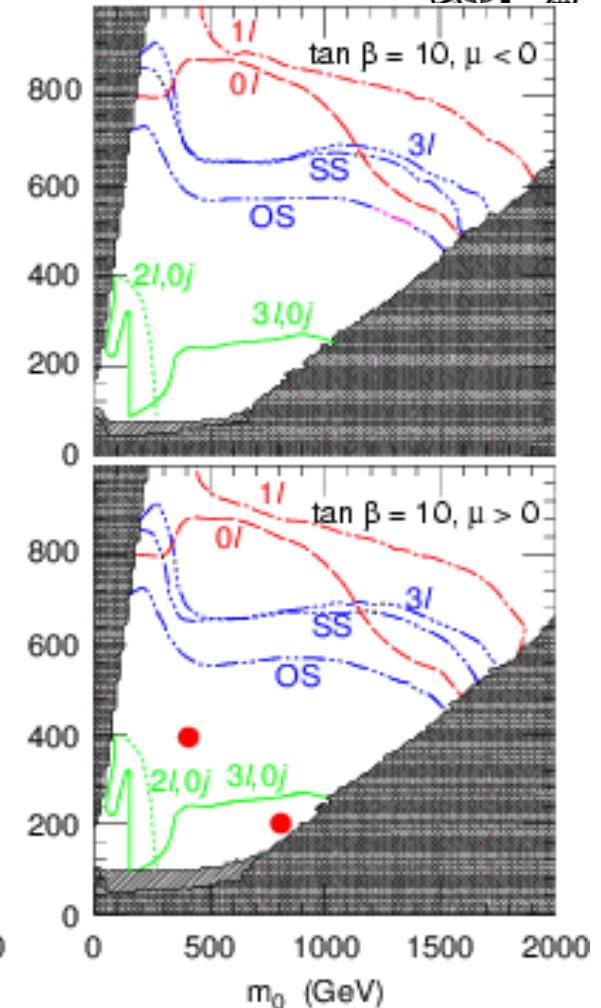 1l
tan β = 10, μ < 0
0l
800
3l
SS
600
OS
400
2l,0j
3l,0j
200
0
1l
tan β = 10, μ > 0
0l
800
3l
SS
600
OS
400
2l,0j 3l,0j
200
0
0 500 1000 1500 2000
m₀ (GeV)